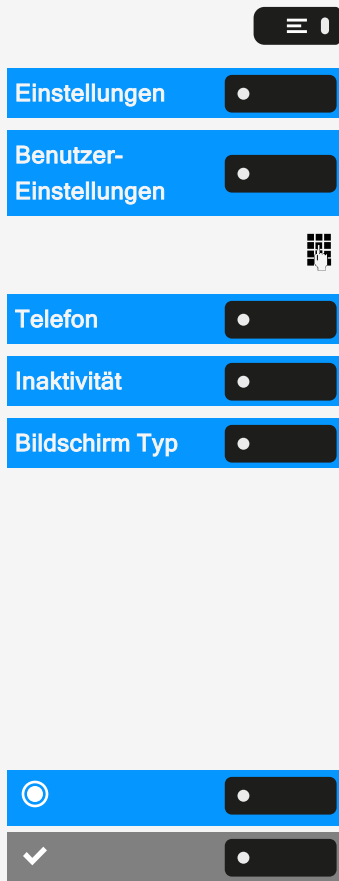 Einstellungen
Benutzer-
Einstellungen
Telefon
Inaktivität
Bildschirm Typ